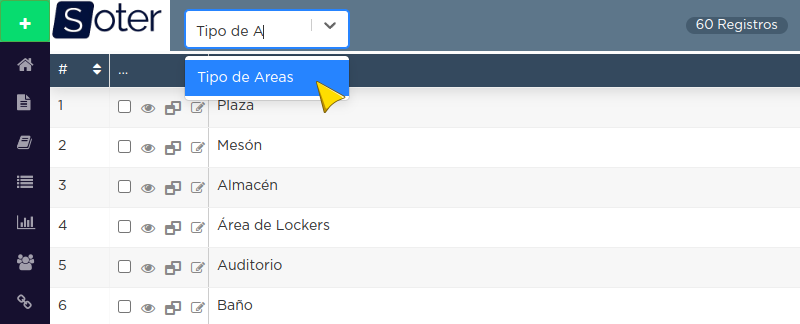 + Soter Tipo de A 60 Registros
# ...
Tipo de Areas
1 Plaza
2 Mesón
3 Almacén
4 Área de Lockers
5 Auditorio
6 Baño